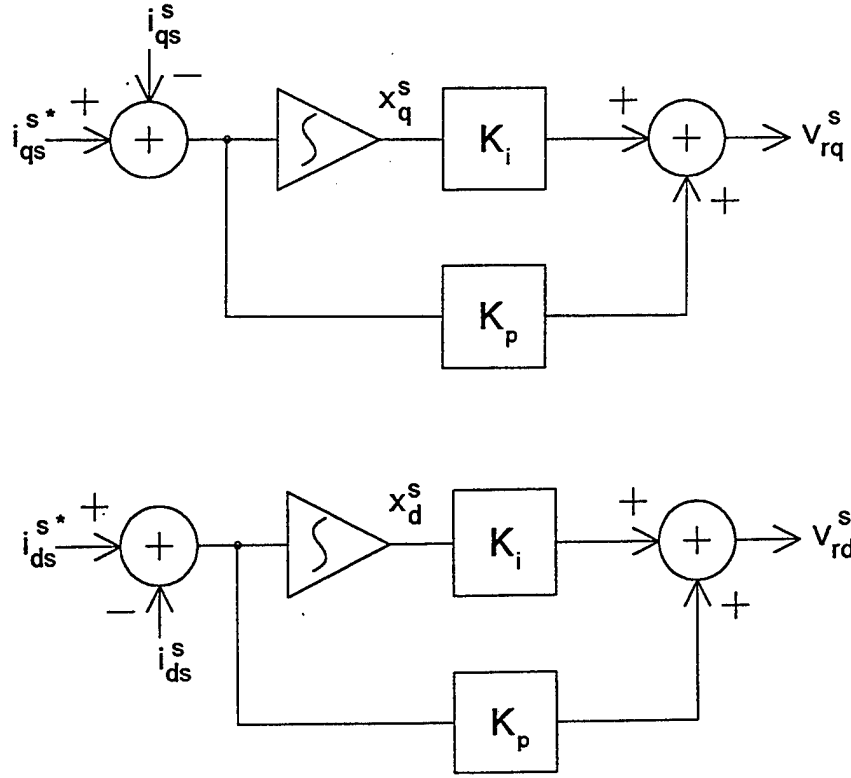 i_qs^s
−
+
i_qs^s* + x_q^s K_i + + v_rq^s
+
K_p
+ x_d^s +
i_ds^s* + K_i + v_rd^s
− +
i_ds^s
K_p